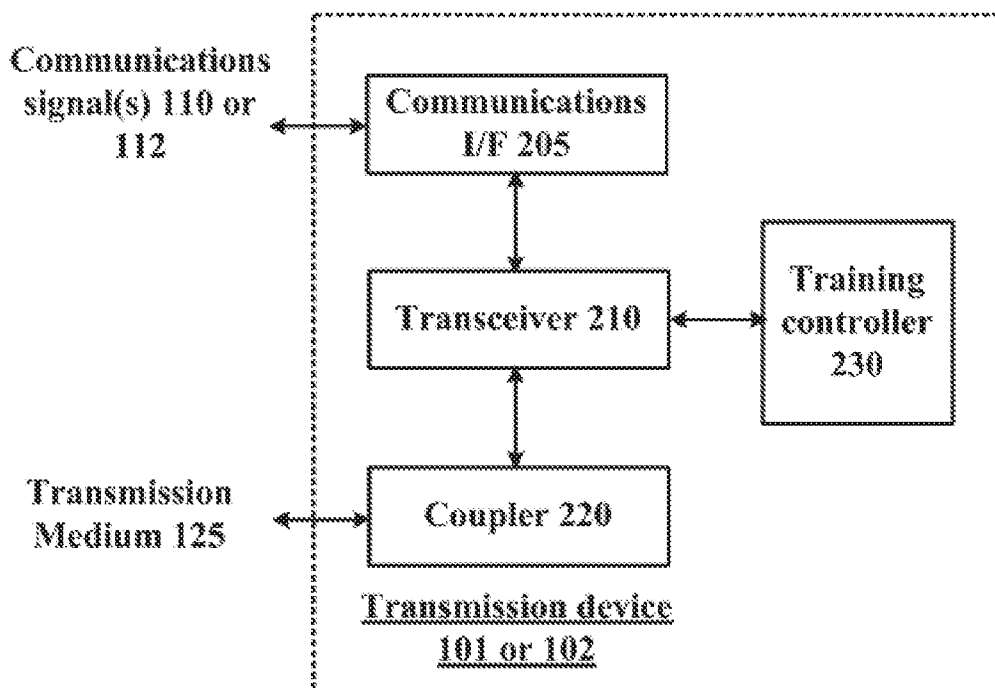 Communications
signal(s) 110 or
112
Communications
I/F 205
Transceiver 210
Training
controller
230
Transmission
Medium 125
Coupler 220
Transmission device
101 or 102